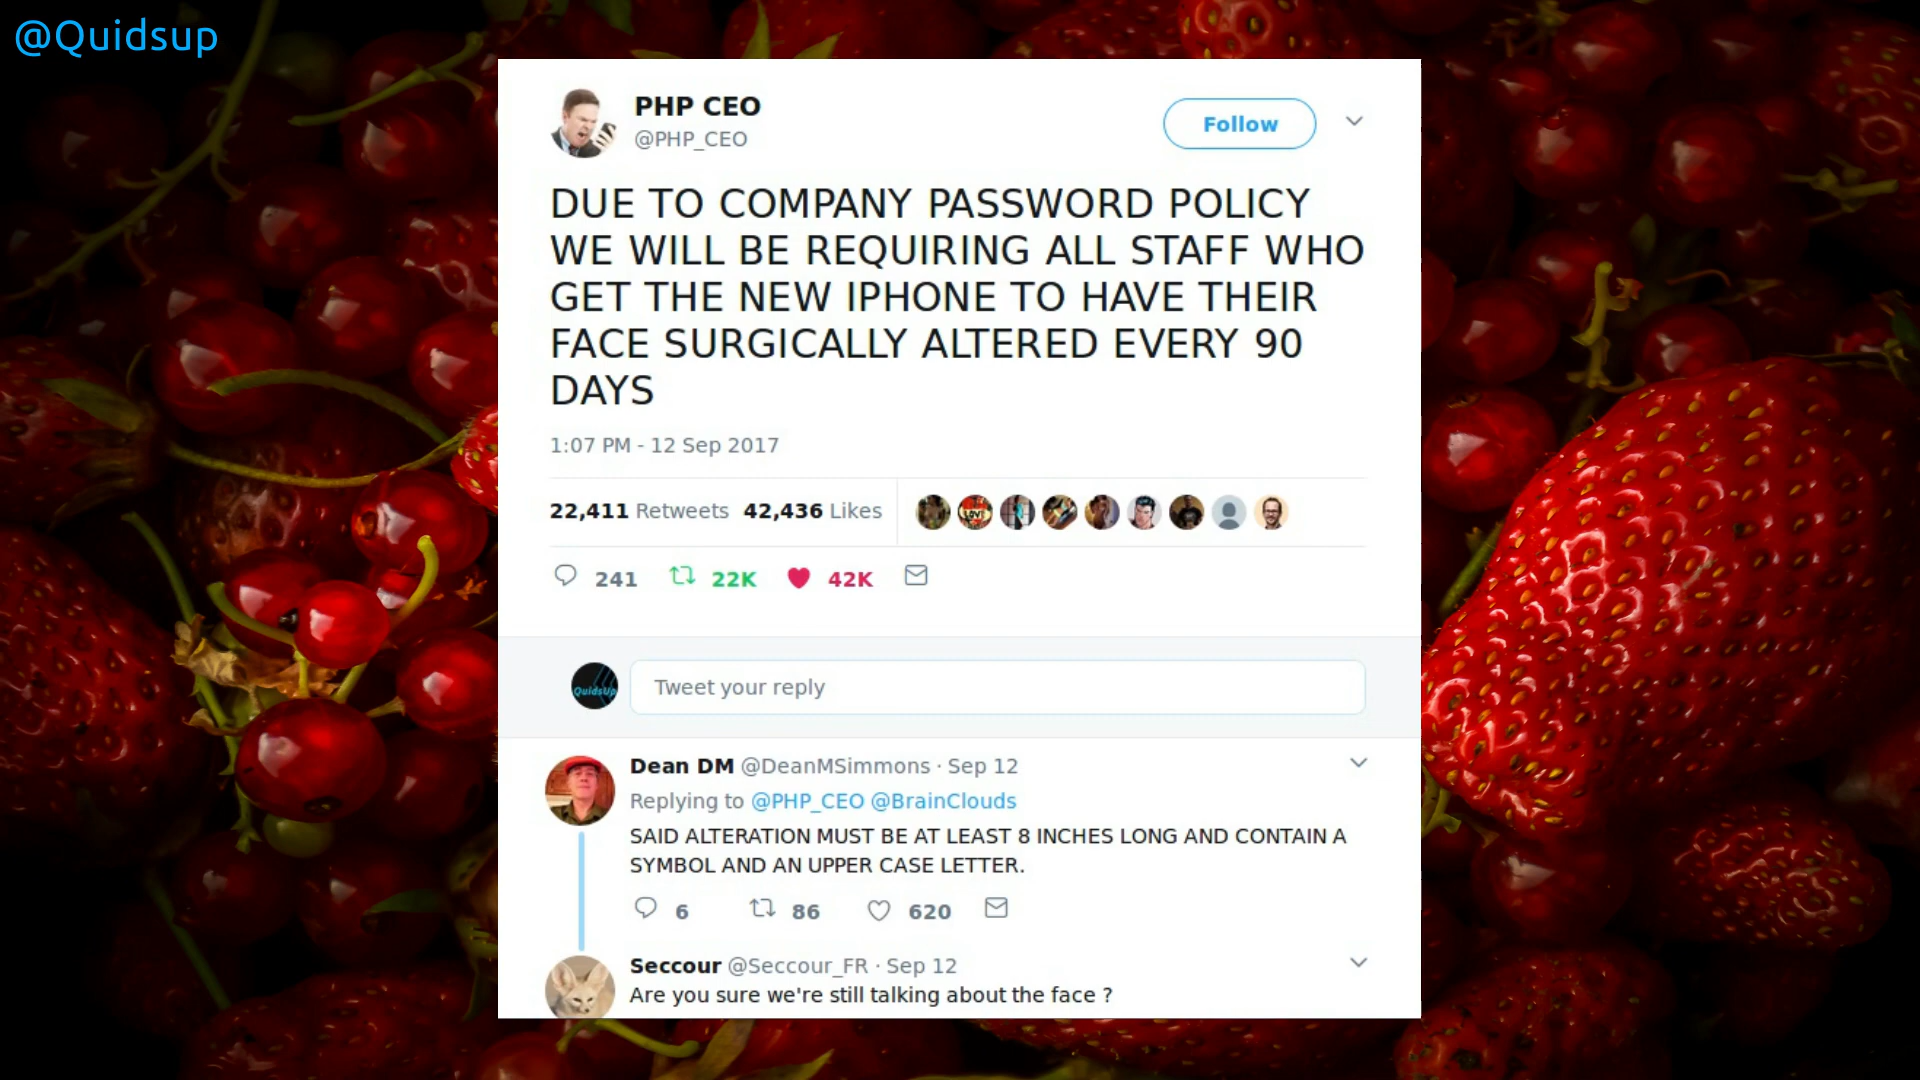 @Quidsup
PHP CEO
@PHP_CEO
Follow
DUE TO COMPANY PASSWORD POLICY
WE WILL BE REQUIRING ALL STAFF WHO
GET THE NEW IPHONE TO HAVE THEIR
FACE SURGICALLY ALTERED EVERY 90
DAYS
1:07 PM - 12 Sep 2017
22,411 Retweets 42,436 Likes
LOVE
241 22K 42K
QuidsUp
Tweet your reply
Dean DM @DeanMSimmons · Sep 12
Replying to @PHP_CEO @BrainClouds
SAID ALTERATION MUST BE AT LEAST 8 INCHES LONG AND CONTAIN A
SYMBOL AND AN UPPER CASE LETTER.
6 86 620
Seccour @Seccour_FR · Sep 12
Are you sure we're still talking about the face ?